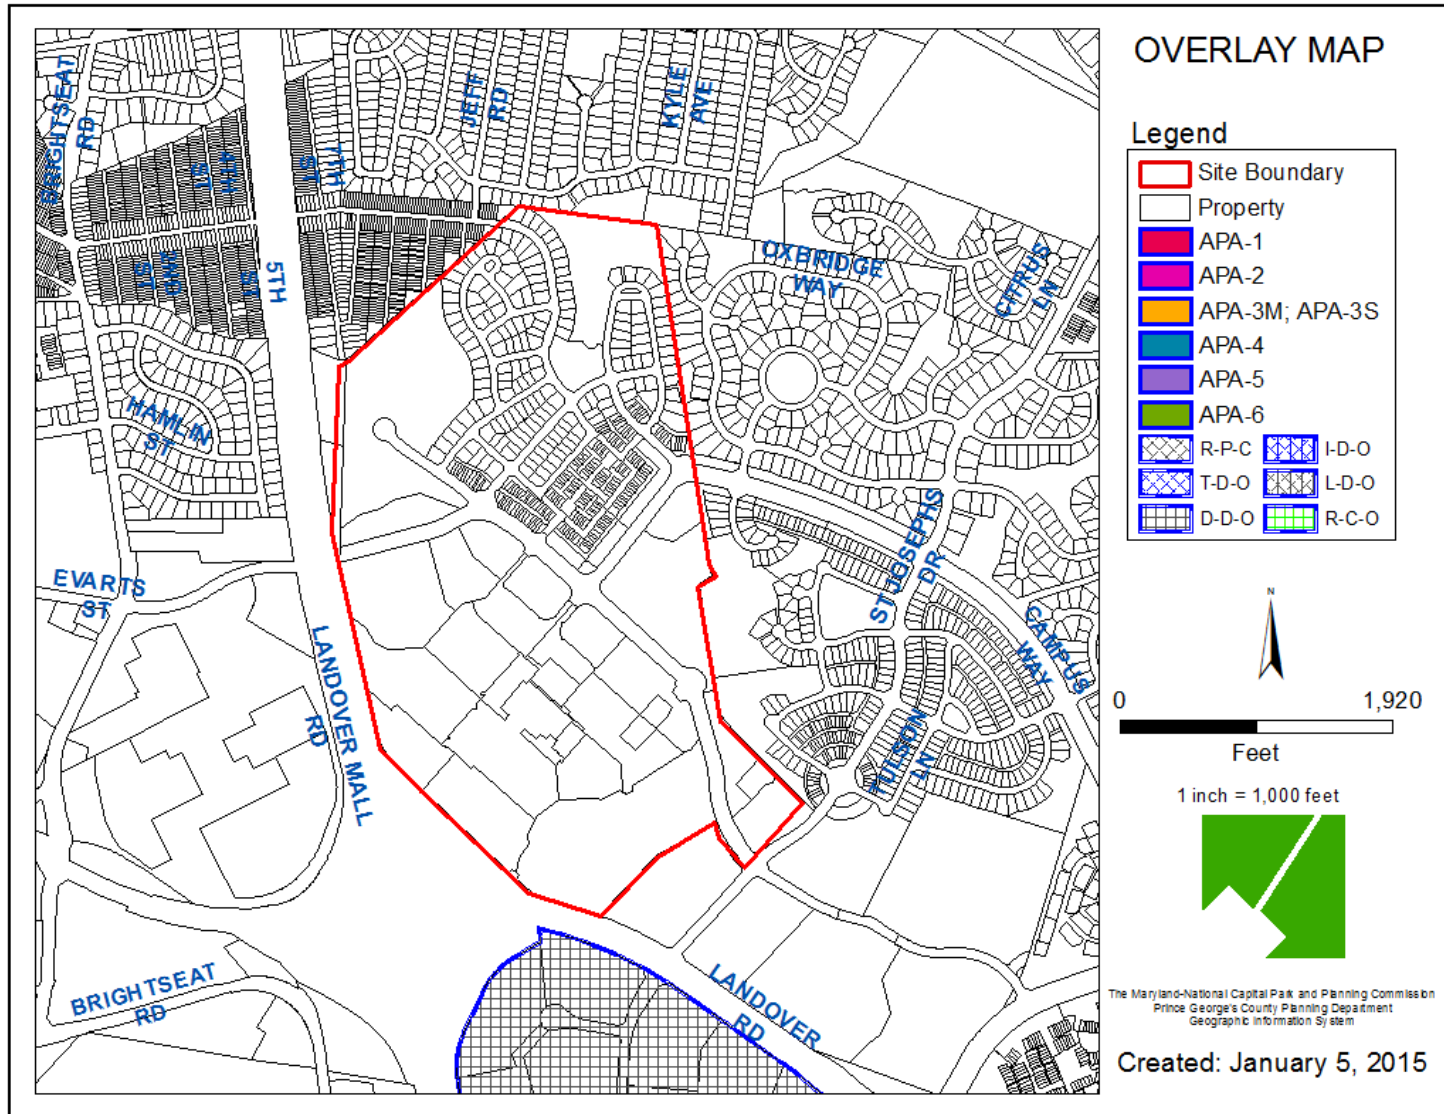 OVERLAY MAP
Legend
Site Boundary
Property
APA-1
APA-2
APA-3M; APA-3S
APA-4
APA-5
APA-6
R-P-C
I-D-O
T-D-O
L-D-O
D-D-O
R-C-O
N
0
1,920
Feet
1 inch = 1,000 feet
The Maryland-National Capital Park and Planning Commission
Prince George's County Planning Department
Geographic Information System
Created: January 5, 2015
BRIGHTSEAT
RD
4TH
ST
7TH
ST
JEFF
RD
KYLE
AVE
2ND
ST
5TH
ST
OXBRIDGE
WAY
CITRUS
LN
HAMLIN
ST
EVARTS
ST
ST JOSEPHS
DR
CAMPUS
WAY
LANDOVER MALL
RD
TULSON
LN
BRIGHTSEAT
RD
LANDOVER
RD